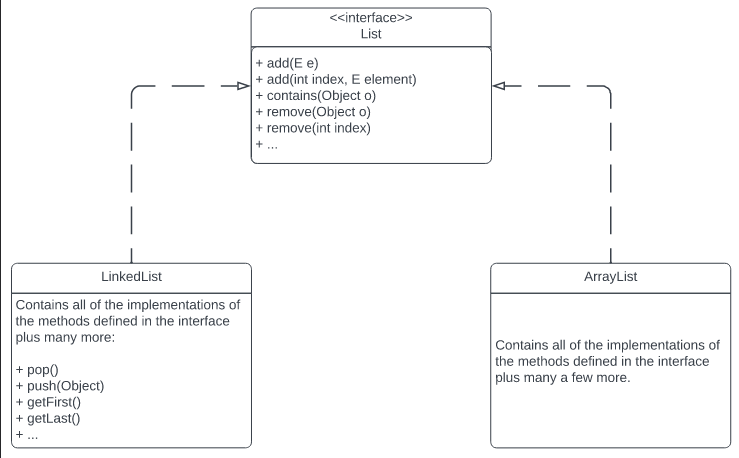 <<interface>>
List
+ add(E e)
+ add(int index, E element)
+ contains(Object o)
+ remove(Object o)
+ remove(int index)
+ ...
LinkedList
Contains all of the implementations of
the methods defined in the interface
plus many more:
+ pop()
+ push(Object)
+ getFirst()
+ getLast()
+ ...
ArrayList
Contains all of the implementations of
the methods defined in the interface
plus many a few more.